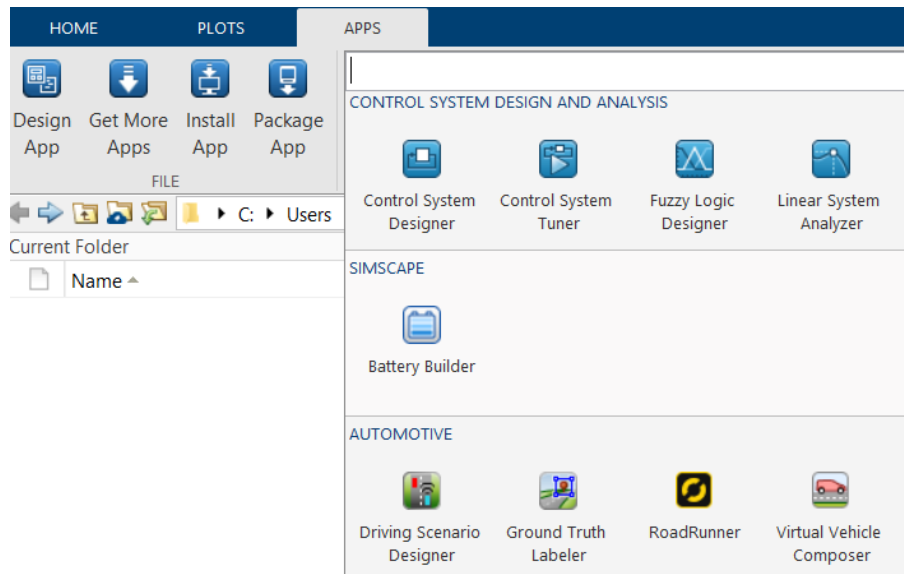 HOME PLOTS APPS
Design App
Get More Apps
Install App
Package App
FILE
C: Users
Current Folder
Name
CONTROL SYSTEM DESIGN AND ANALYSIS
Control System Designer
Control System Tuner
Fuzzy Logic Designer
Linear System Analyzer
SIMSCAPE
Battery Builder
AUTOMOTIVE
Driving Scenario Designer
Ground Truth Labeler
RoadRunner
Virtual Vehicle Composer